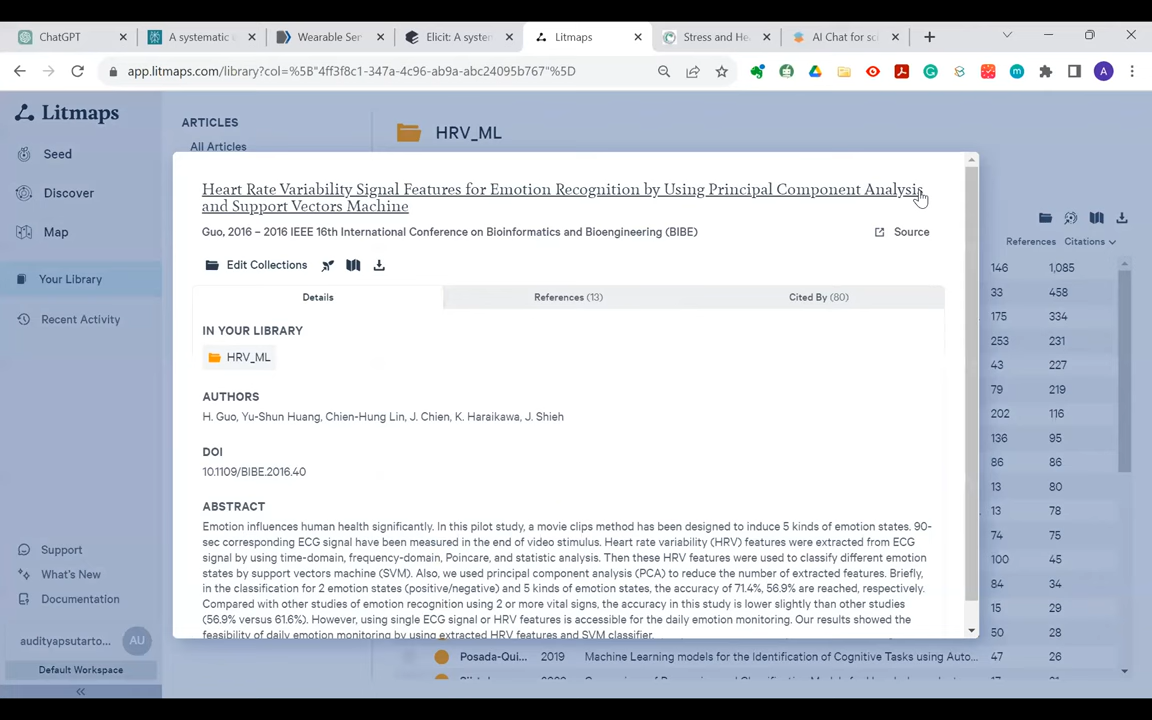 ChatGPT
A systematic
Wearable Ser
Elicit: A syster
Litmaps
Stress and He
AI Chat for sci
app.litmaps.com/library?col=%5B"4ff3f8c1-347a-4c96-ab9a-abc24095b767"%5D
A
Litmaps
Seed
Discover
Map
Your Library
Recent Activity
Support
What's New
Documentation
audityapsutarto...
AU
Default Workspace
ARTICLES
All Articles
HRV_ML
Heart Rate Variability Signal Features for Emotion Recognition by Using Principal Component Analysis
and Support Vectors Machine
Guo, 2016 – 2016 IEEE 16th International Conference on Bioinformatics and Bioengineering (BIBE)
Source
Edit Collections
Details
References (13)
Cited By (80)
IN YOUR LIBRARY
HRV_ML
AUTHORS
H. Guo, Yu-Shun Huang, Chien-Hung Lin, J. Chien, K. Haraikawa, J. Shieh
DOI
10.1109/BIBE.2016.40
ABSTRACT
Emotion influences human health significantly. In this pilot study, a movie clips method has been designed to induce 5 kinds of emotion states. 90-
sec corresponding ECG signal have been measured in the end of video stimulus. Heart rate variability (HRV) features were extracted from ECG
signal by using time-domain, frequency-domain, Poincare, and statistic analysis. Then these HRV features were used to classify different emotion
states by support vectors machine (SVM). Also, we used principal component analysis (PCA) to reduce the number of extracted features. Briefly,
in the classification for 2 emotion states (positive/negative) and 5 kinds of emotion states, the accuracy of 71.4%, 56.9% are reached, respectively.
Compared with other studies of emotion recognition using 2 or more vital signs, the accuracy in this study is lower slightly than other studies
(56.9% versus 61.6%). However, using single ECG signal or HRV features is accessible for the daily emotion monitoring. Our results showed the
feasibility of daily emotion monitoring by using extracted HRV features and SVM classifier.
References Citations
146 1,085
33 458
175 334
253 231
43 227
79 219
202 116
136 95
86 86
13 80
13 78
74 75
100 45
84 34
15 29
50 28
Posada-Qui... 2019 Machine Learning models for the Identification of Cognitive Tasks using Auto... 47 26